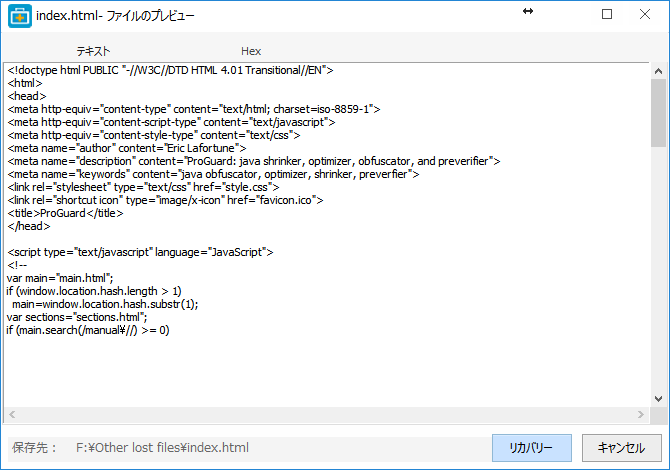 index.html- ファイルのプレビュー
テキスト Hex
<!doctype html PUBLIC "-//W3C//DTD HTML 4.01 Transitional//EN">
<html>
<head>
<meta http-equiv="content-type" content="text/html; charset=iso-8859-1">
<meta http-equiv="content-script-type" content="text/javascript">
<meta http-equiv="content-style-type" content="text/css">
<meta name="author" content="Eric Lafortune">
<meta name="description" content="ProGuard: java shrinker, optimizer, obfuscator, and preverifier">
<meta name="keywords" content="java obfuscator, optimizer, shrinker, preverfier">
<link rel="stylesheet" type="text/css" href="style.css">
<link rel="shortcut icon" type="image/x-icon" href="favicon.ico">
<title>ProGuard</title>
</head>
<script type="text/javascript" language="JavaScript">
<!--
var main="main.html";
if (window.location.hash.length > 1)
main=window.location.hash.substr(1);
var sections="sections.html";
if (main.search(/manual¥//) >= 0)
保存先： F:¥Other lost files¥index.html
リカバリー キャンセル